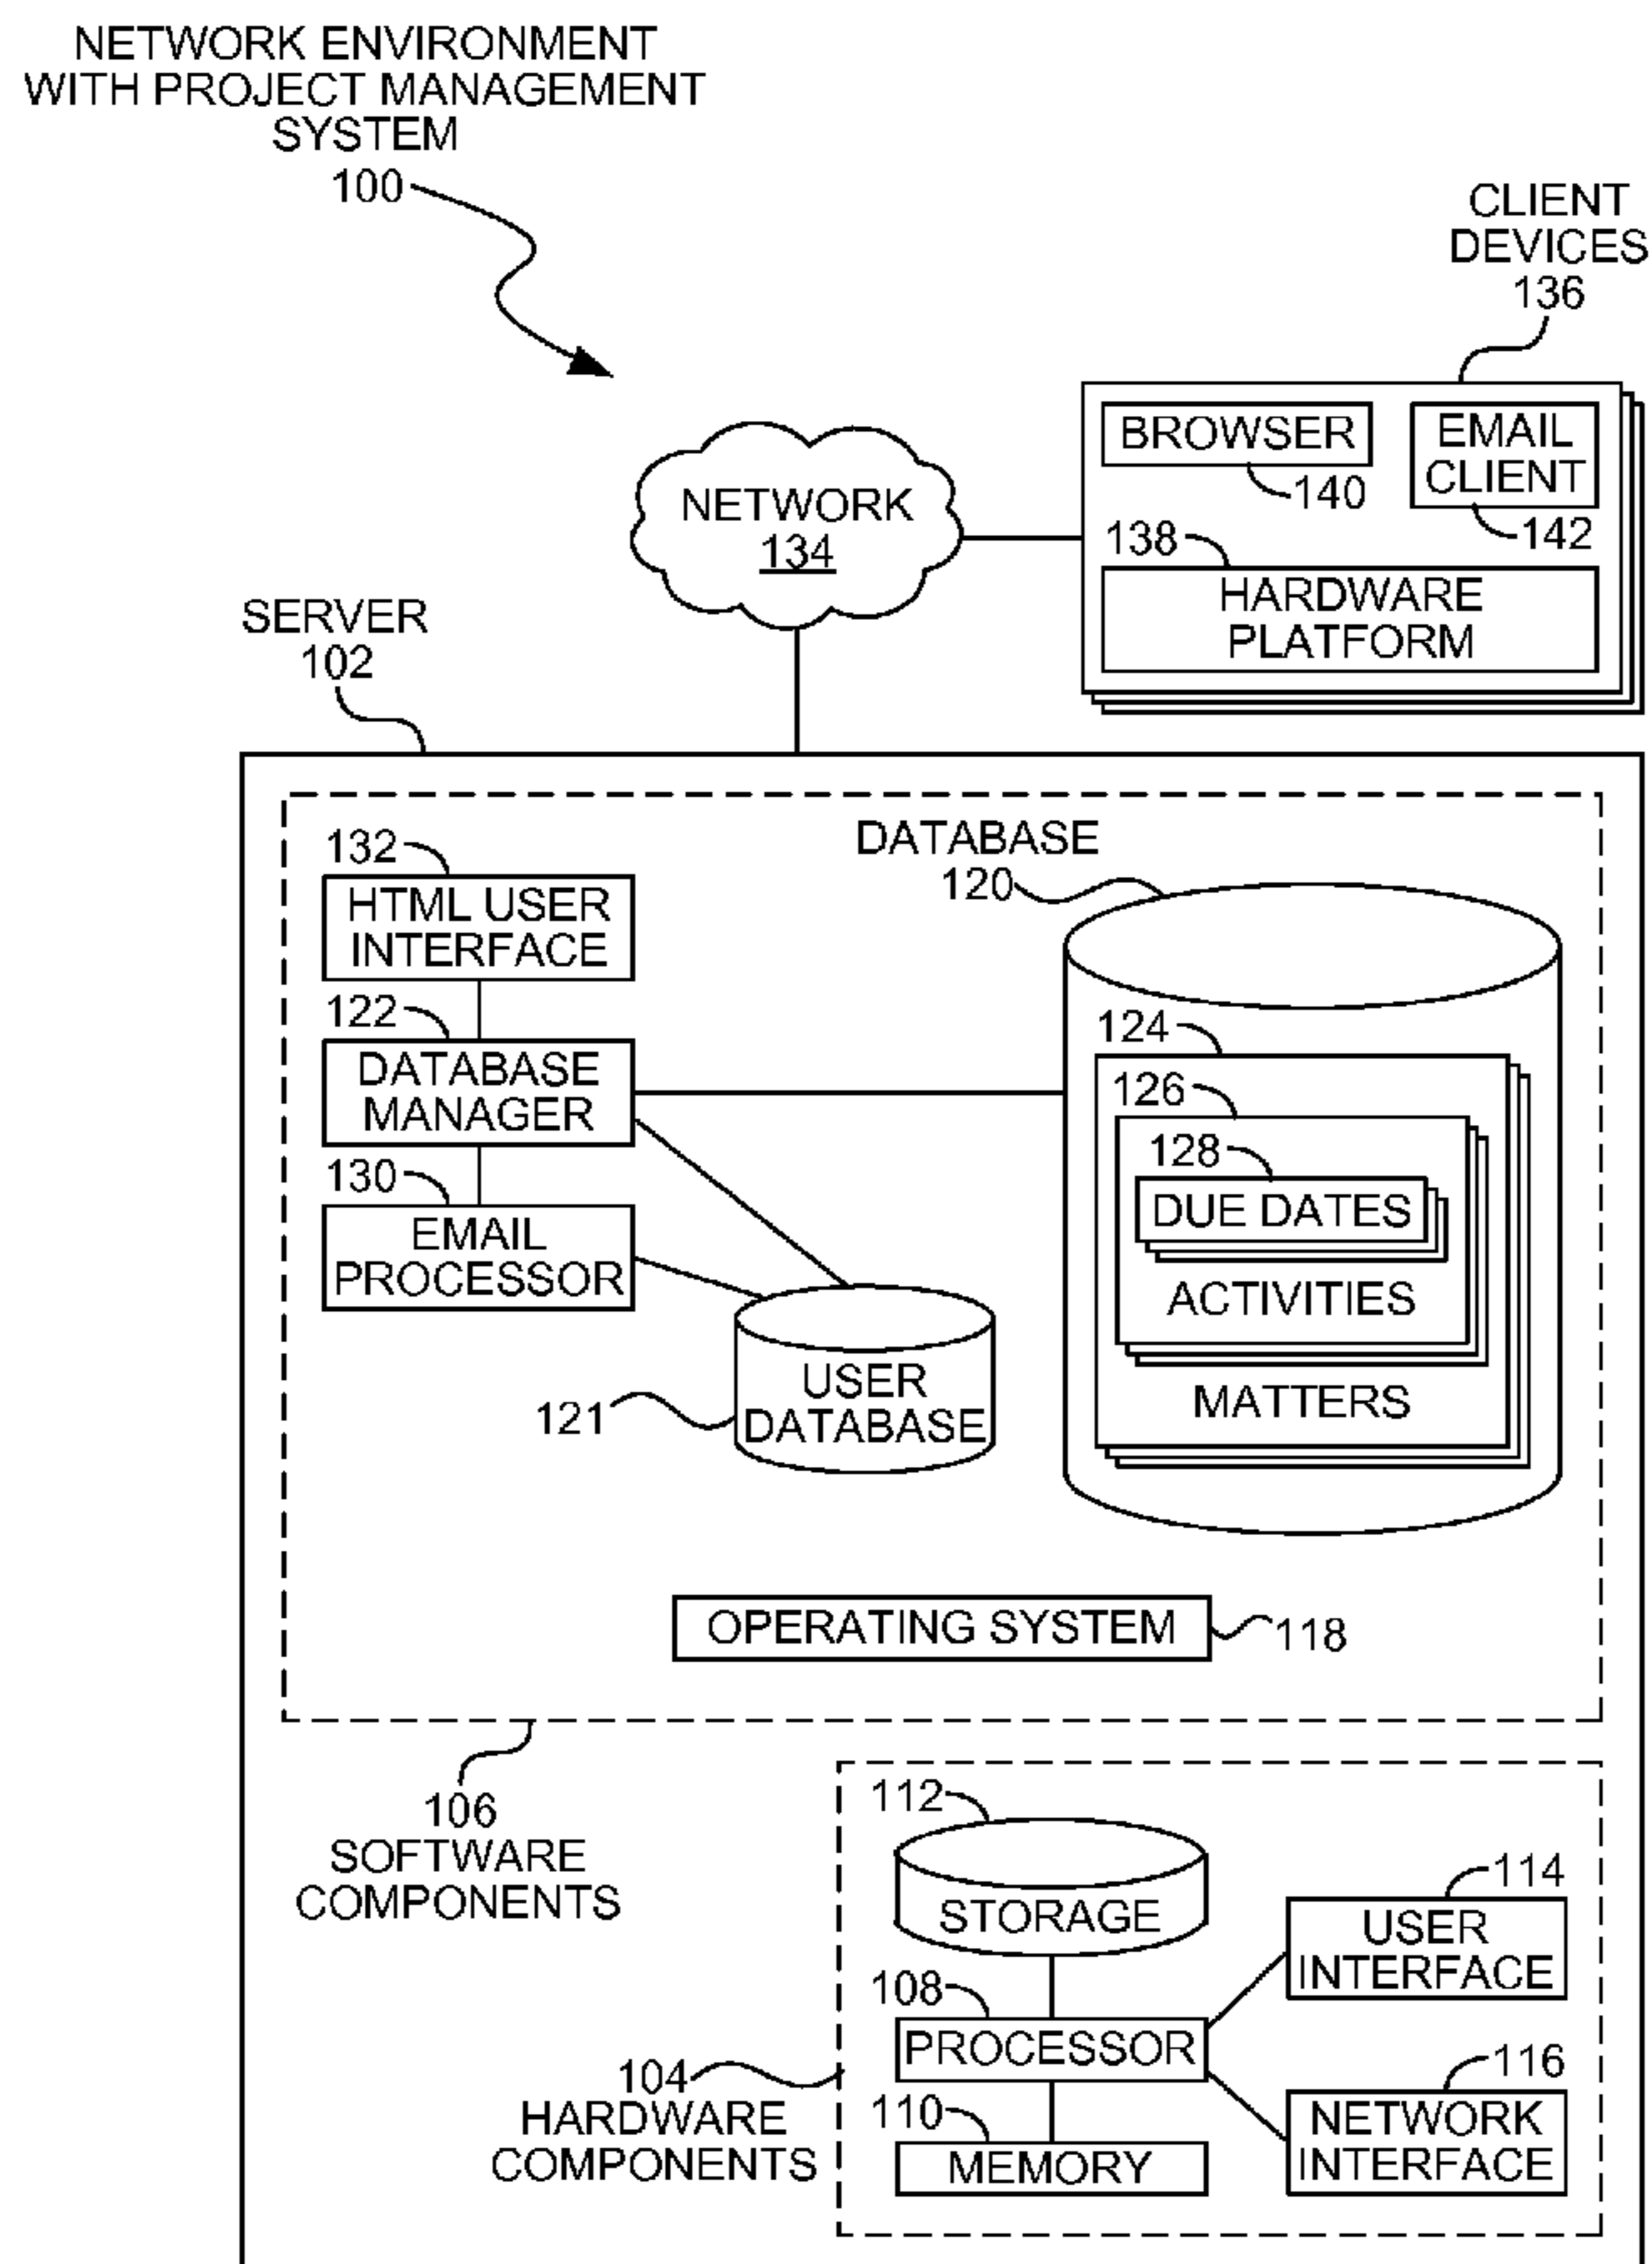 NETWORK ENVIRONMENT
WITH PROJECT MANAGEMENT
SYSTEM
100
CLIENT
DEVICES
136
BROWSER
140
EMAIL
CLIENT
142
138
HARDWARE
PLATFORM
NETWORK
134
SERVER
102
DATABASE
120
132
HTML USER
INTERFACE
122
DATABASE
MANAGER
130
EMAIL
PROCESSOR
124
126
128
DUE DATES
ACTIVITIES
MATTERS
121
USER
DATABASE
OPERATING SYSTEM
118
106
SOFTWARE
COMPONENTS
112
STORAGE
114
USER
INTERFACE
108
PROCESSOR
104
HARDWARE
COMPONENTS
110
MEMORY
116
NETWORK
INTERFACE